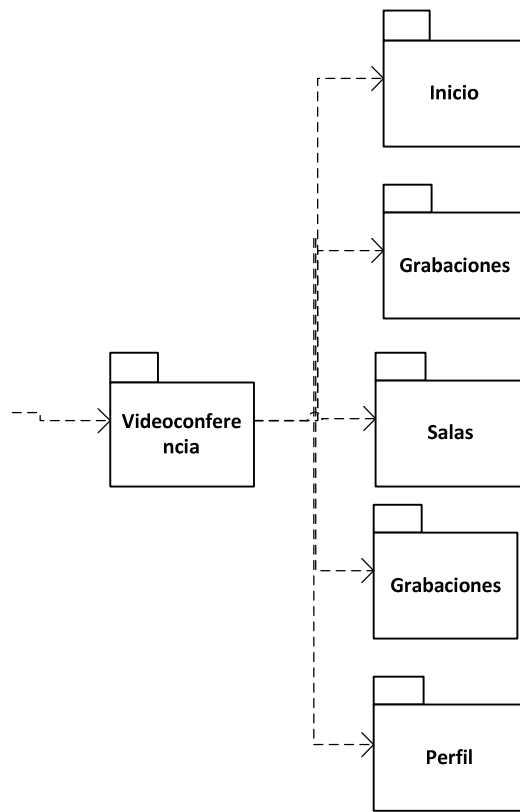 Inicio
Grabaciones
Videoconfere
ncia
Salas
Grabaciones
Perfil